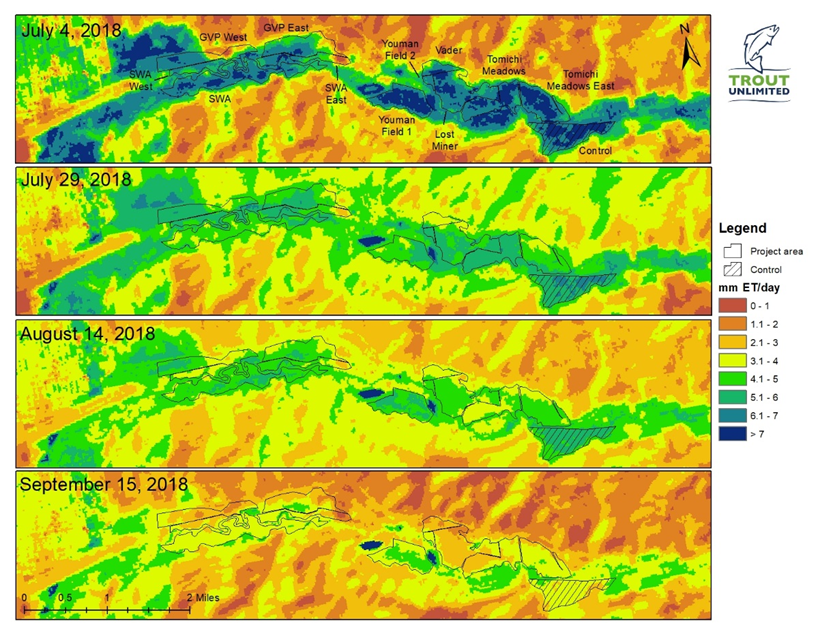 July 4, 2018
GVP West
GVP East
SWA
West
SWA
SWA
East
Youman
Field 2
Vader
Tomichi
Meadows
Tomichi
Meadows East
Youman
Field 1
Lost
Miner
Control
N
TROUT
UNLIMITED
July 29, 2018
August 14, 2018
September 15, 2018
0 0.5 1 2 Miles
Legend
Project area
Control
mm ET/day
0 - 1
1.1 - 2
2.1 - 3
3.1 - 4
4.1 - 5
5.1 - 6
6.1 - 7
> 7